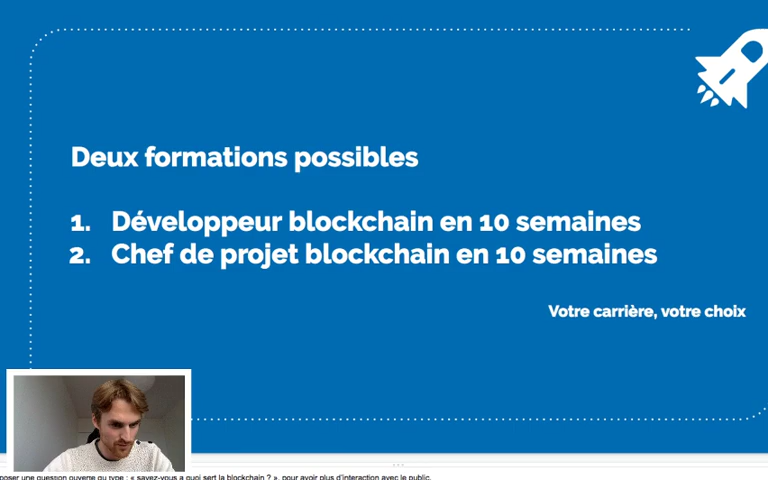 Deux formations possibles
1. Développeur blockchain en 10 semaines
2. Chef de projet blockchain en 10 semaines
Votre carrière, votre choix
poser une question ouverte du type : « savez-vous a quoi sert la blockchain ? », pour avoir plus d'interaction avec le public.